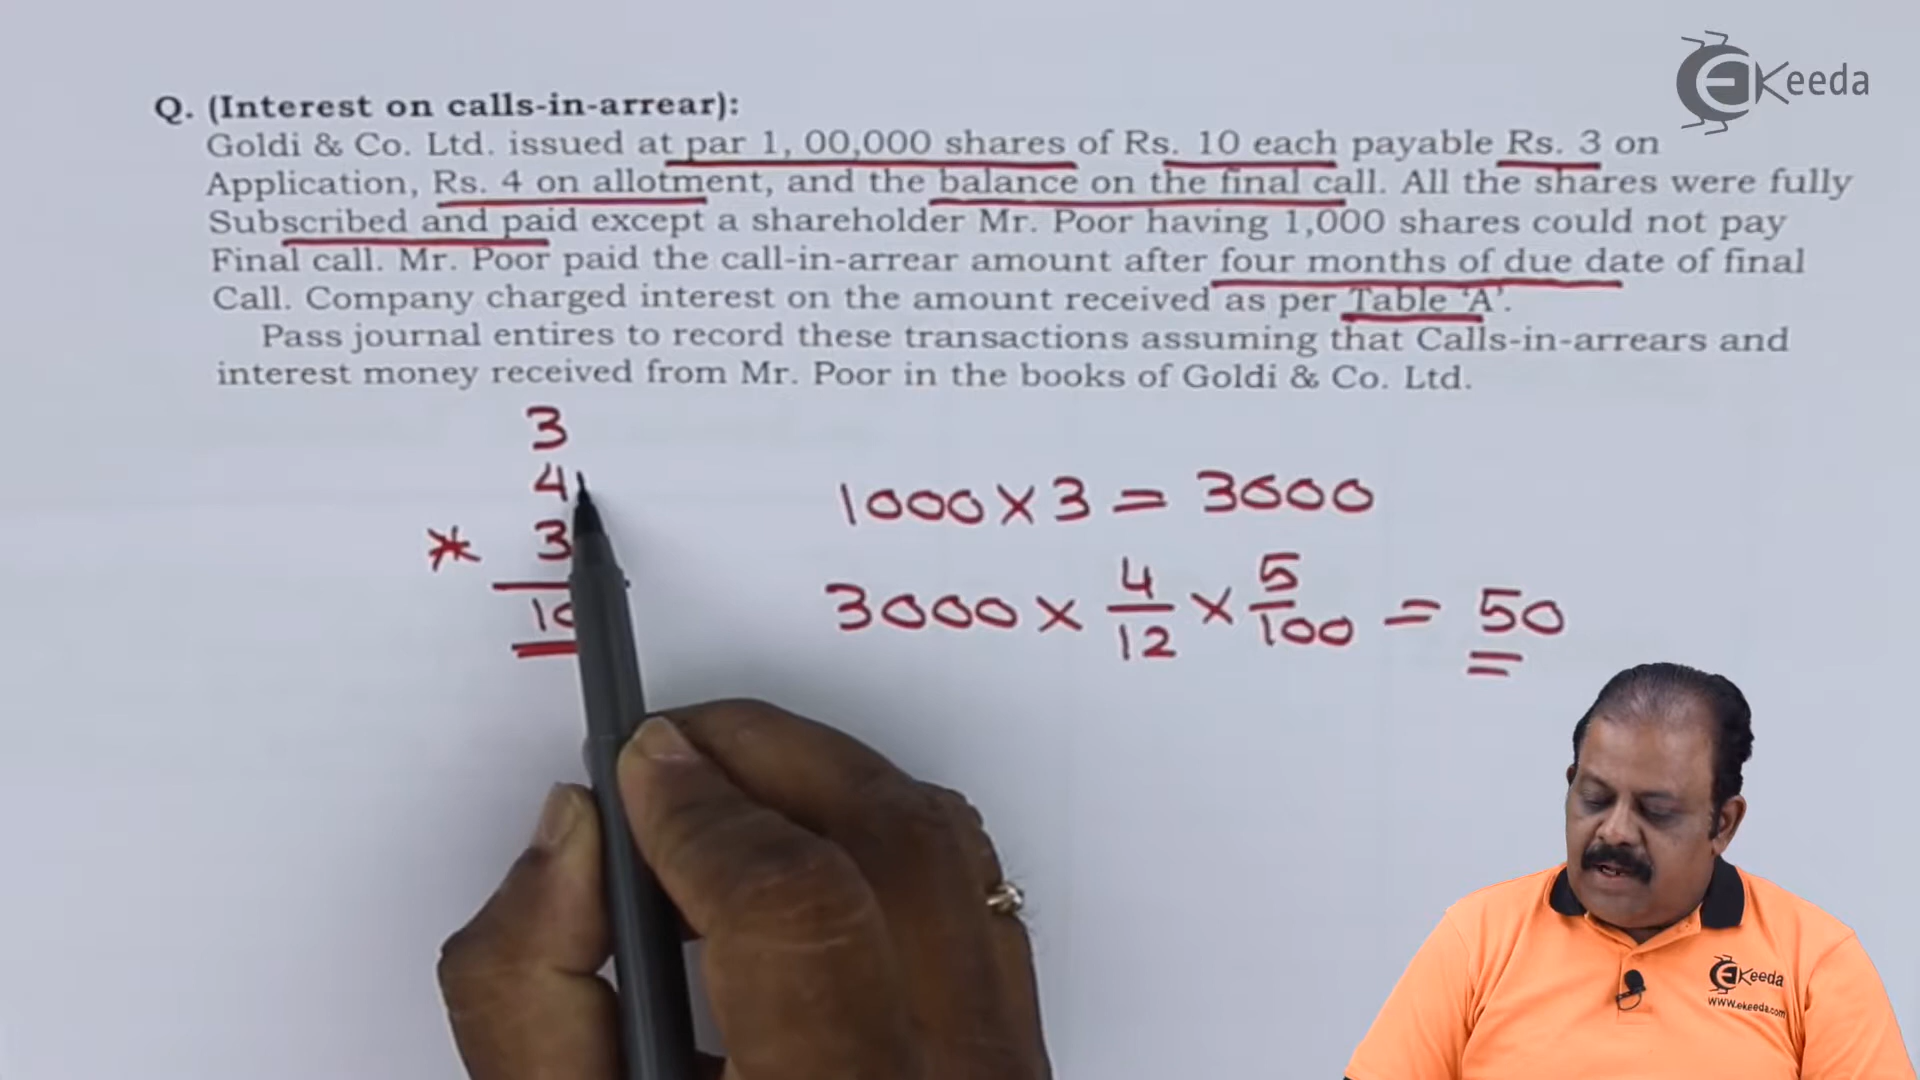 eKeeda
Q. (Interest on calls-in-arrear):
Goldi & Co. Ltd. issued at par 1, 00,000 shares of Rs. 10 each payable Rs. 3 on
Application, Rs. 4 on allotment, and the balance on the final call. All the shares were fully
Subscribed and paid except a shareholder Mr. Poor having 1,000 shares could not pay
Final call. Mr. Poor paid the call-in-arrear amount after four months of due date of final
Call. Company charged interest on the amount received as per Table 'A'.
Pass journal entires to record these transactions assuming that Calls-in-arrears and
interest money received from Mr. Poor in the books of Goldi & Co. Ltd.
3
4
* 3
10
1000 × 3 = 3000
3000 × 4/12 × 5/100 = 50
eKeeda
www.ekeeda.com